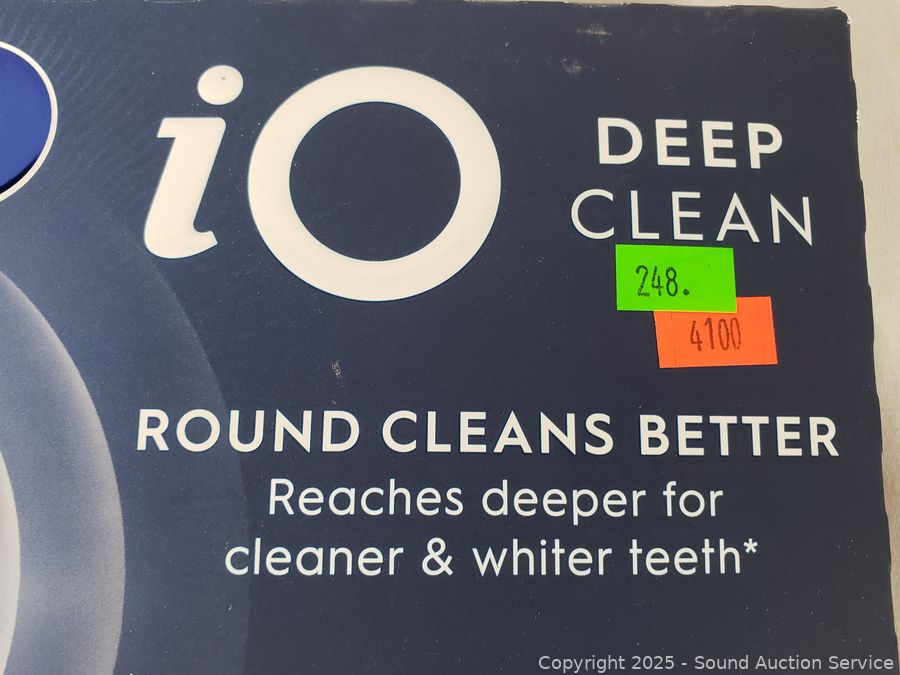 iO
DEEP
CLEAN
248.
4100
ROUND CLEANS BETTER
Reaches deeper for
cleaner & whiter teeth*
Copyright 2025 - Sound Auction Service